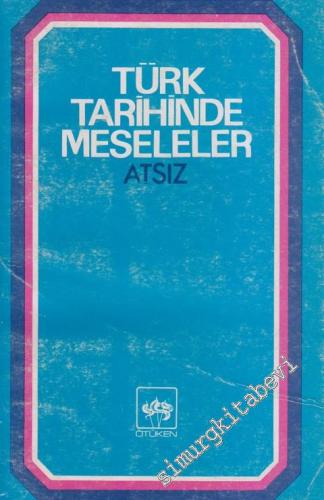 TÜRK
TARİHİNDE
MESELELER
ATSIZ
ÖTÜKEN
simurgkitabevi